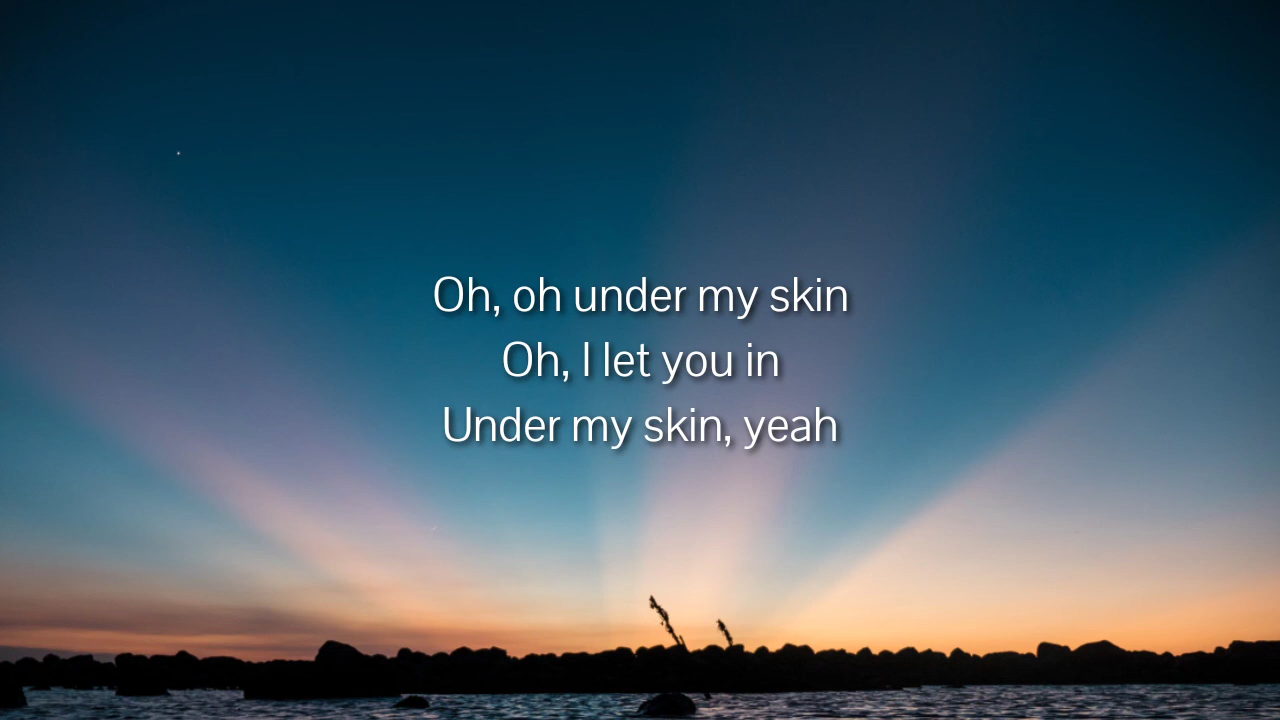 Oh, oh under my skin
Oh, I let you in
Under my skin, yeah